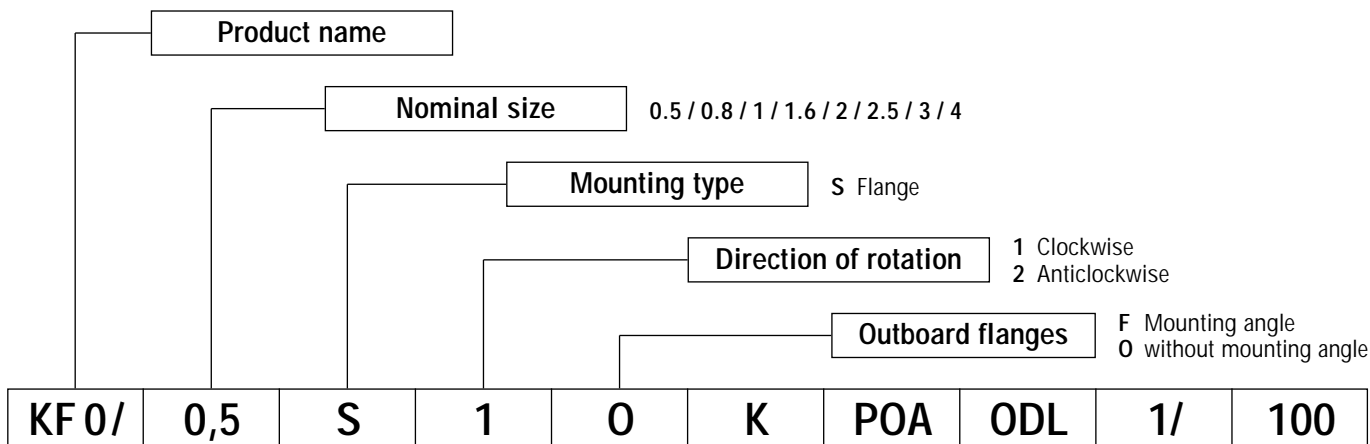 Product name
Nominal size 0.5 / 0.8 / 1 / 1.6 / 2 / 2.5 / 3 / 4
Mounting type S Flange
Direction of rotation 1 Clockwise
2 Anticlockwise
Outboard flanges F Mounting angle
O without mounting angle
KF 0/ 0,5 S 1 O K POA ODL 1/ 100